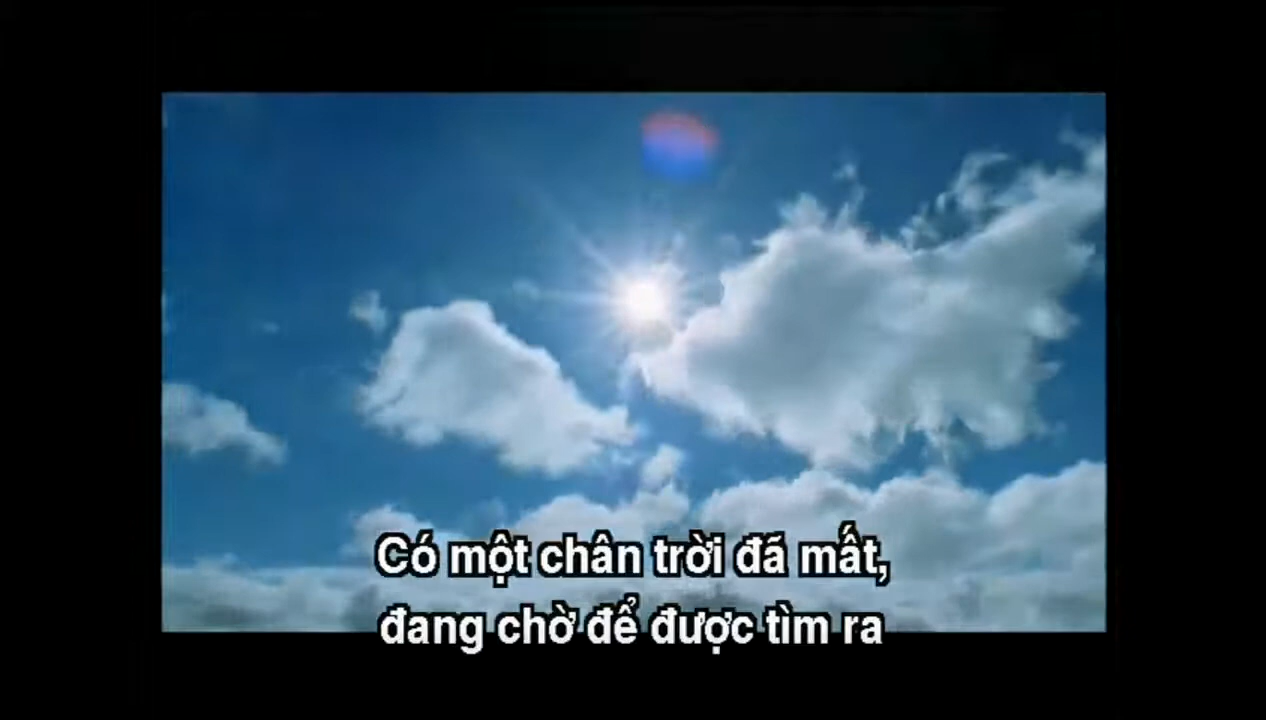 Có một chân trời đã mất,
đang chờ để được tìm ra